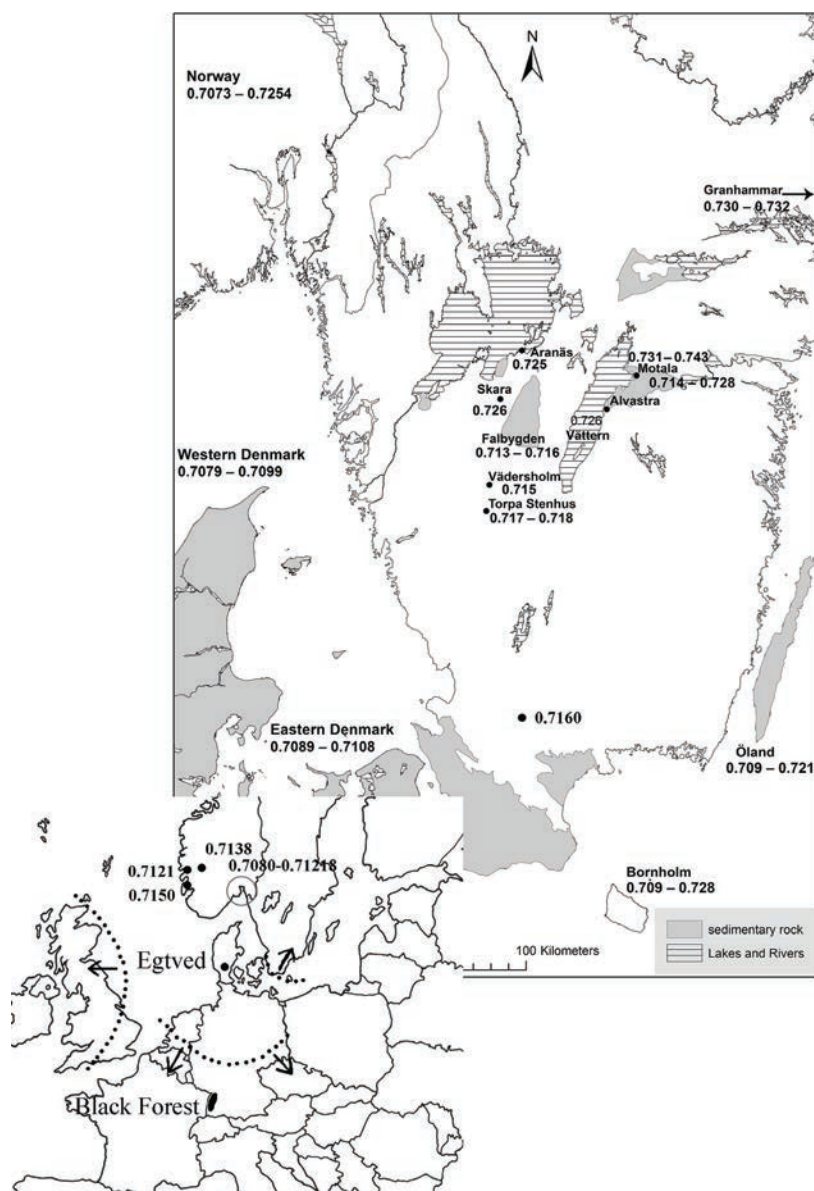 N
Norway
0.7073 – 0.7254
Granhammar
0.730 – 0.732
Aranäs
0.725
0.731 – 0.743
Motala
0.714 – 0.728
Skara
0.726
Alvastra
0.726
Vättern
Falbygden
0.713 – 0.716
Western Denmark
0.7079 – 0.7099
Vädersholm
0.715
Torpa Stenhus
0.717 – 0.718
0.7160
Eastern Denmark
0.7089 – 0.7108
Öland
0.709 – 0.721
0.7138
0.7121
0.7080-0.71218
0.7150
Bornholm
0.709 – 0.728
sedimentary rock
Lakes and Rivers
100 Kilometers
Egtved
Black Forest